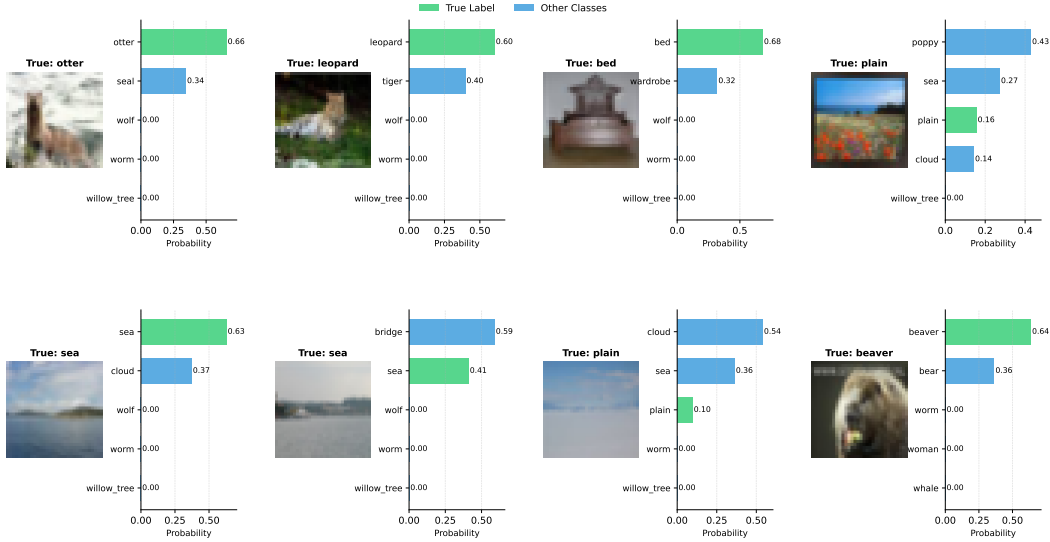 True Label Other Classes
True: otter
otter 0.66
seal 0.34
wolf 0.00
worm 0.00
willow_tree 0.00
0.00 0.25 0.50
Probability
True: leopard
leopard 0.60
tiger 0.40
wolf 0.00
worm 0.00
willow_tree 0.00
0.00 0.25 0.50
Probability
True: bed
bed 0.68
wardrobe 0.32
wolf 0.00
worm 0.00
willow_tree 0.00
0.0 0.5
Probability
True: plain
poppy 0.43
sea 0.27
plain 0.16
cloud 0.14
willow_tree 0.00
0.0 0.2 0.4
Probability
True: sea
sea 0.63
cloud 0.37
wolf 0.00
worm 0.00
willow_tree 0.00
0.00 0.25 0.50
Probability
True: sea
bridge 0.59
sea 0.41
wolf 0.00
worm 0.00
willow_tree 0.00
0.00 0.25 0.50
Probability
True: plain
cloud 0.54
sea 0.36
plain 0.10
worm 0.00
willow_tree 0.00
0.00 0.25 0.50
Probability
True: beaver
beaver 0.64
bear 0.36
worm 0.00
woman 0.00
whale 0.00
0.00 0.25 0.50
Probability